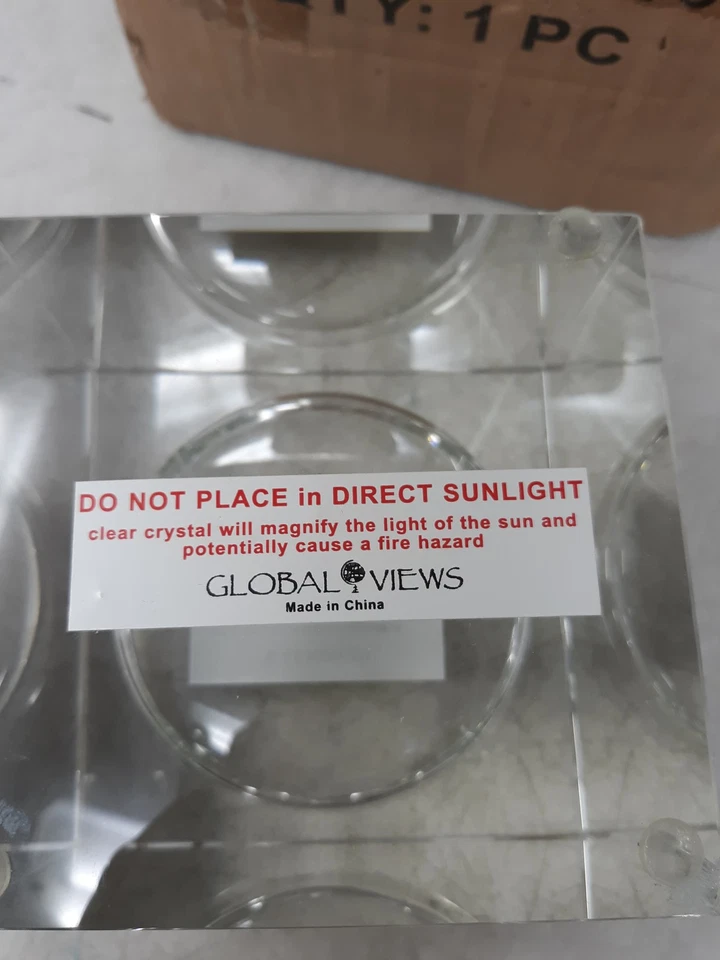 TY: 1 PC
DO NOT PLACE in DIRECT SUNLIGHT
clear crystal will magnify the light of the sun and
potentially cause a fire hazard
GLOBAL VIEWS
Made in China